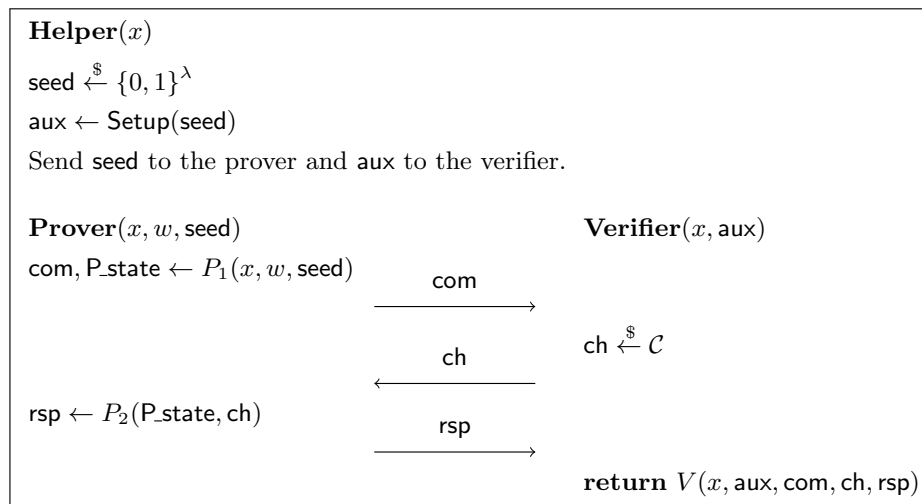 Helper(x)
seed ←$ {0, 1}^λ
aux ← Setup(seed)
Send seed to the prover and aux to the verifier.
Prover(x, w, seed) Verifier(x, aux)
com, P_state ← P₁(x, w, seed)
com
ch ←$ 𝒞
ch
rsp ← P₂(P_state, ch)
rsp
return V(x, aux, com, ch, rsp)